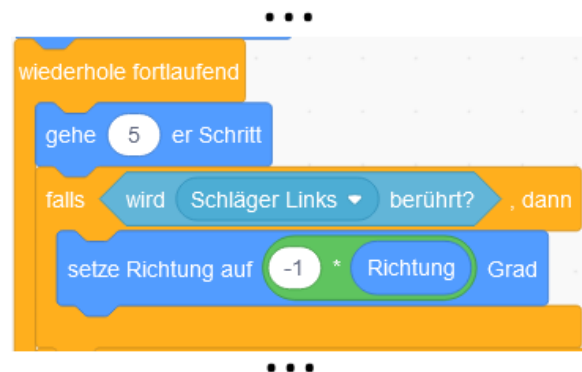 ...
wiederhole fortlaufend
gehe 5 er Schritt
falls wird Schläger Links berührt? , dann
setze Richtung auf -1 * Richtung Grad
...